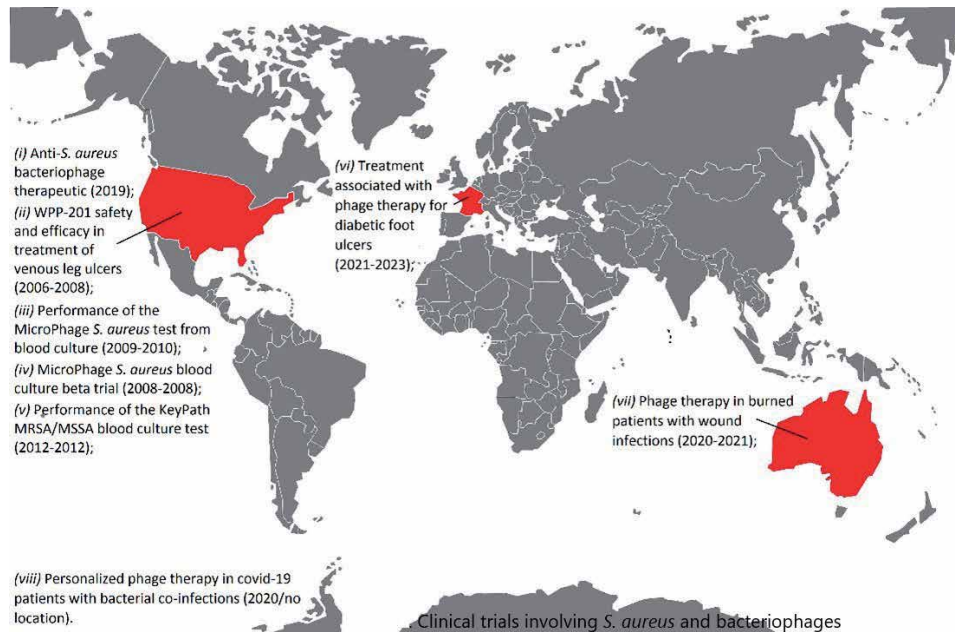 (i) Anti-S. aureus
bacteriophage
therapeutic (2019);
(ii) WPP-201 safety
and efficacy in
treatment of
venous leg ulcers
(2006-2008);
(iii) Performance of the
MicroPhage S. aureus test from
blood culture (2009-2010);
(iv) MicroPhage S. aureus blood
culture beta trial (2008-2008);
(v) Performance of the KeyPath
MRSA/MSSA blood culture test
(2012-2012);
(vi) Treatment
associated with
phage therapy for
diabetic foot
ulcers
(2021-2023);
(vii) Phage therapy in burned
patients with wound
infections (2020-2021);
(viii) Personalized phage therapy in covid-19
patients with bacterial co-infections (2020/no
location).
. Clinical trials involving S. aureus and bacteriophages